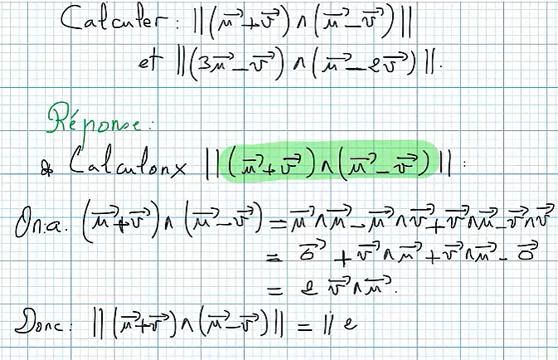 Calculer : ||(u⃗+v⃗) ∧ (u⃗−v⃗)||
et ||(3u⃗−v⃗) ∧ (u⃗−2v⃗)||.
Réponse :
* Calculons ||(u⃗+v⃗) ∧ (u⃗−v⃗)|| :
On a : (u⃗+v⃗) ∧ (u⃗−v⃗) = u⃗∧u⃗ − u⃗∧v⃗ + v⃗∧u⃗ − v⃗∧v⃗
= 0⃗ + v⃗∧u⃗ + v⃗∧u⃗ − 0⃗
= 2 v⃗∧u⃗.
Donc : ||(u⃗+v⃗) ∧ (u⃗−v⃗)|| = || 2